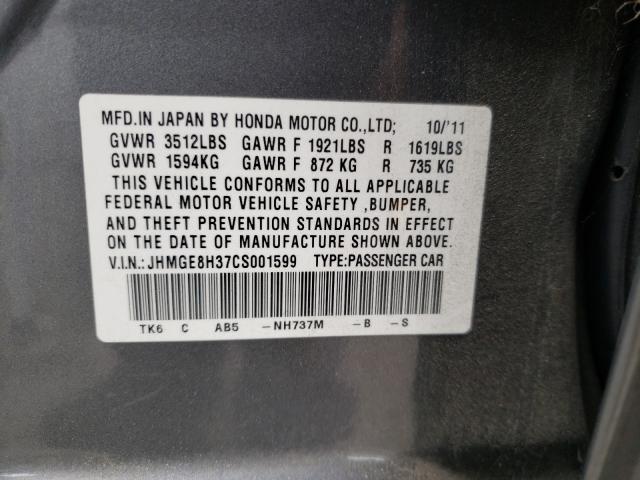 MFD.IN JAPAN BY HONDA MOTOR CO.,LTD; 10/'11
GVWR 3512LBS GAWR F 1921LBS R 1619LBS
GVWR 1594KG GAWR F 872 KG R 735 KG
THIS VEHICLE CONFORMS TO ALL APPLICABLE
FEDERAL MOTOR VEHICLE SAFETY ,BUMPER,
AND THEFT PREVENTION STANDARDS IN EFFECT
ON THE DATE OF MANUFACTURE SHOWN ABOVE.
V.I.N.: JHMGE8H37CS001599 TYPE:PASSENGER CAR
TK6 C AB5 -NH737M -B -S